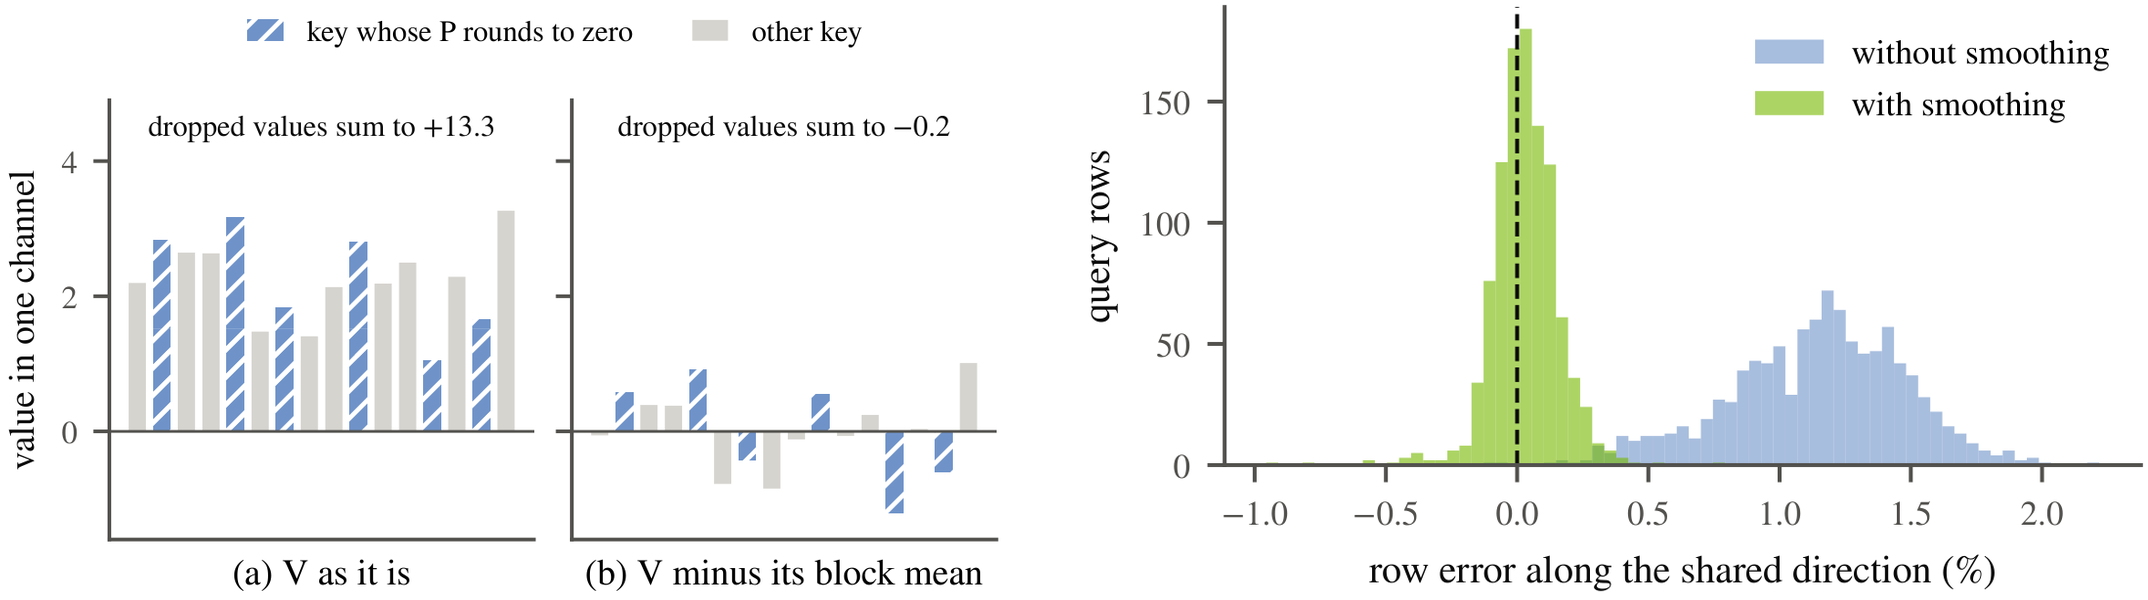 key whose P rounds to zero
other key
dropped values sum to +13.3
dropped values sum to −0.2
value in one channel
4
2
0
(a) V as it is
(b) V minus its block mean
without smoothing
with smoothing
query rows
150
100
50
0
−1.0
−0.5
0.0
0.5
1.0
1.5
2.0
row error along the shared direction (%)